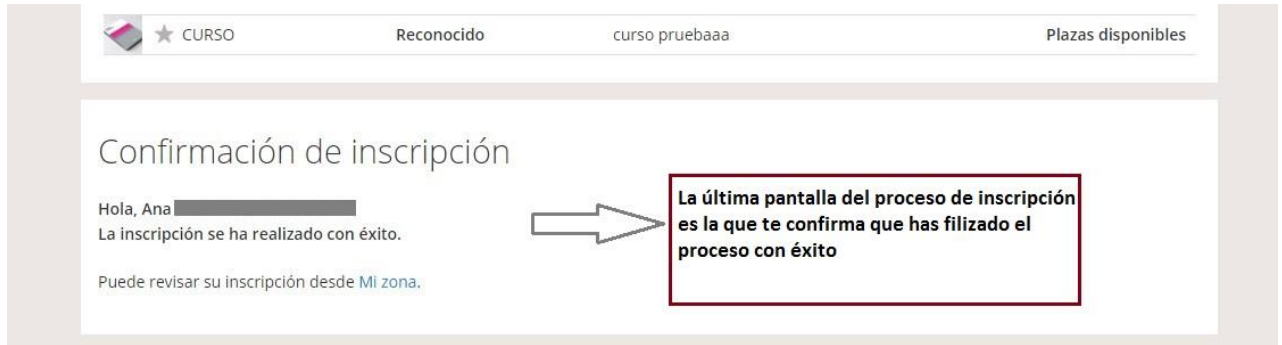 CURSO Reconocido curso pruebaaa Plazas disponibles
Confirmación de inscripción
Hola, Ana
La inscripción se ha realizado con éxito.
Puede revisar su inscripción desde Mi zona.
La última pantalla del proceso de inscripción
es la que te confirma que has filizado el
proceso con éxito